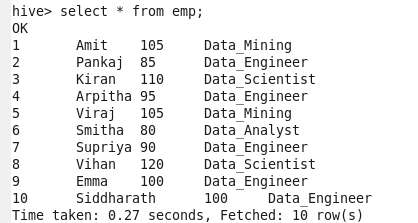 hive> select * from emp;
OK
1	Amit	105	Data_Mining
2	Pankaj	85	Data_Engineer
3	Kiran	110	Data_Scientist
4	Arpitha	95	Data_Engineer
5	Viraj	105	Data_Mining
6	Smitha	80	Data_Analyst
7	Supriya	90	Data_Engineer
8	Vihan	120	Data_Scientist
9	Emma	100	Data_Engineer
10	Siddharath	100	Data_Engineer
Time taken: 0.27 seconds, Fetched: 10 row(s)